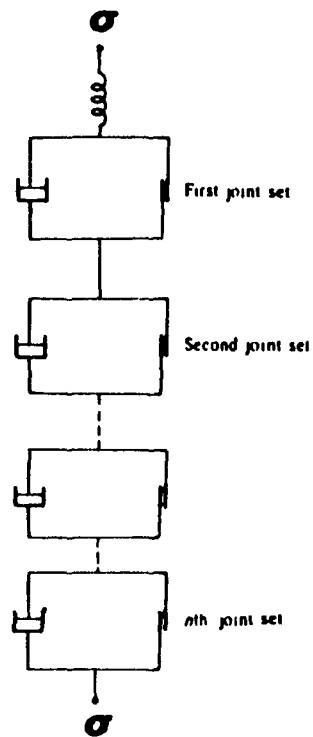 σ
First joint set
Second joint set
nth joint set
σ